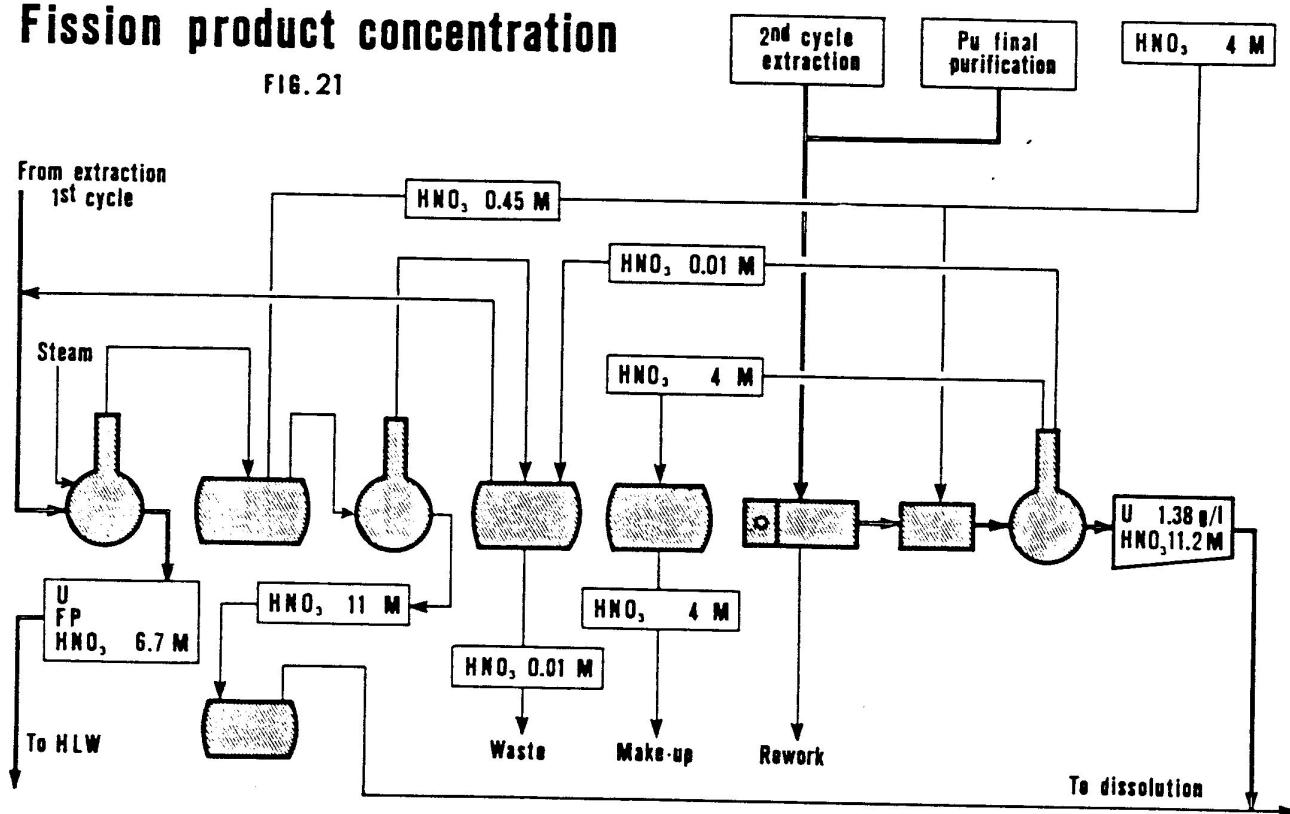 Fission product concentration
FIG. 21
2nd cycle
extraction
Pu final
purification
HNO₃ 4 M
From extraction
1st cycle
HNO₃ 0.45 M
HNO₃ 0.01 M
Steam
HNO₃ 4 M
U 1.38 g/l
HNO₃ 11.2 M
U
FP
HNO₃ 6.7 M
HNO₃ 11 M
HNO₃ 4 M
HNO₃ 0.01 M
To HLW
Waste
Make-up
Rework
To dissolution